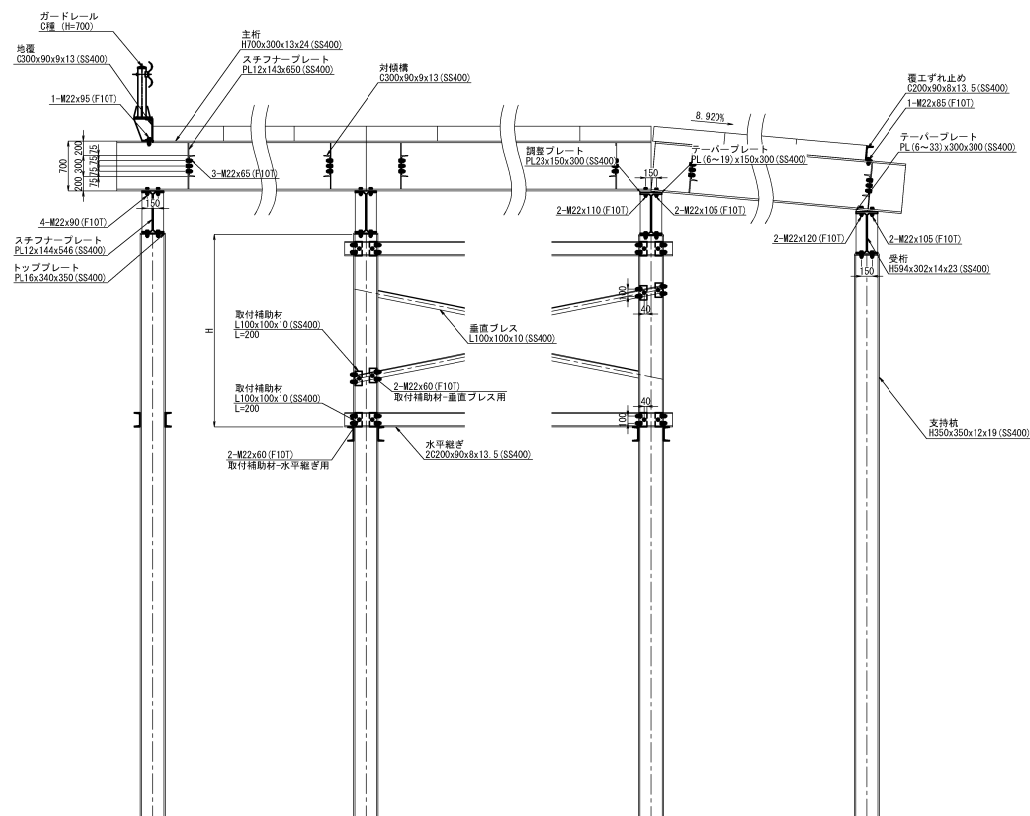 ガードレール
C種 (H=700)
地覆
C300x90x9x13(SS400)
1-M22x95(F10T)
主桁
H700x300x13x24(SS400)
スチフナープレート
PL12x143x650(SS400)
対傾構
C300x90x9x13(SS400)
8.920%
覆工ずれ止め
C200x90x8x13.5(SS400)
1-M22x85(F10T)
テーパープレート
PL(6〜33)x300x300(SS400)
調整プレート
PL23x150x300(SS400)
テーパープレート
PL(6〜19)x150x300(SS400)
700
200
300
200
75
75
75
75
3-M22x65(F10T)
150
150
150
4-M22x90(F10T)
スチフナープレート
PL12x144x546(SS400)
トッププレート
PL16x340x350(SS400)
2-M22x110(F10T)
2-M22x105(F10T)
2-M22x120(F10T)
2-M22x105(F10T)
受桁
H594x302x14x23(SS400)
H
取付補助材
L100x100x10(SS400)
L=200
垂直ブレス
L100x100x10(SS400)
100
40
取付補助材
L100x100x10(SS400)
L=200
2-M22x60(F10T)
取付補助材-垂直ブレス用
40
100
2-M22x60(F10T)
取付補助材-水平継ぎ用
水平継ぎ
2C200x90x8x13.5(SS400)
支持杭
H350x350x12x19(SS400)